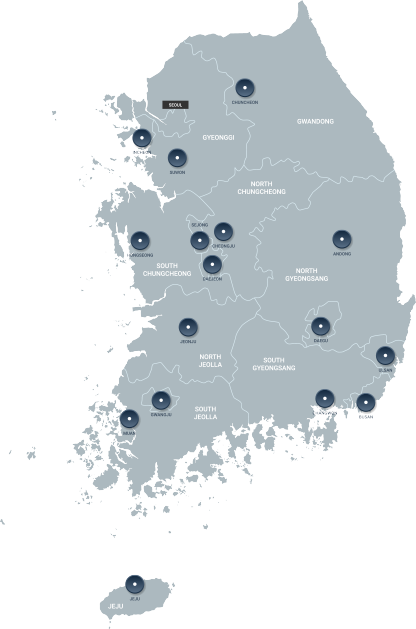 CHUNCHEON
SEOUL
GWANDONG
GYEONGGI
INCHEON
SUWON
NORTH
CHUNGCHEONG
SEJONG
CHEONGJU
HONGSEONG
ANDONG
SOUTH
CHUNGCHEONG
NORTH
GYEONGSANG
DAEJEON
JEONJU
DAEGU
NORTH
JEOLLA
SOUTH
GYEONGSANG
ULSAN
SOUTH
JEOLLA
GWANGJU
MUAN
CHANGWON
BUSAN
JEJU
JEJU